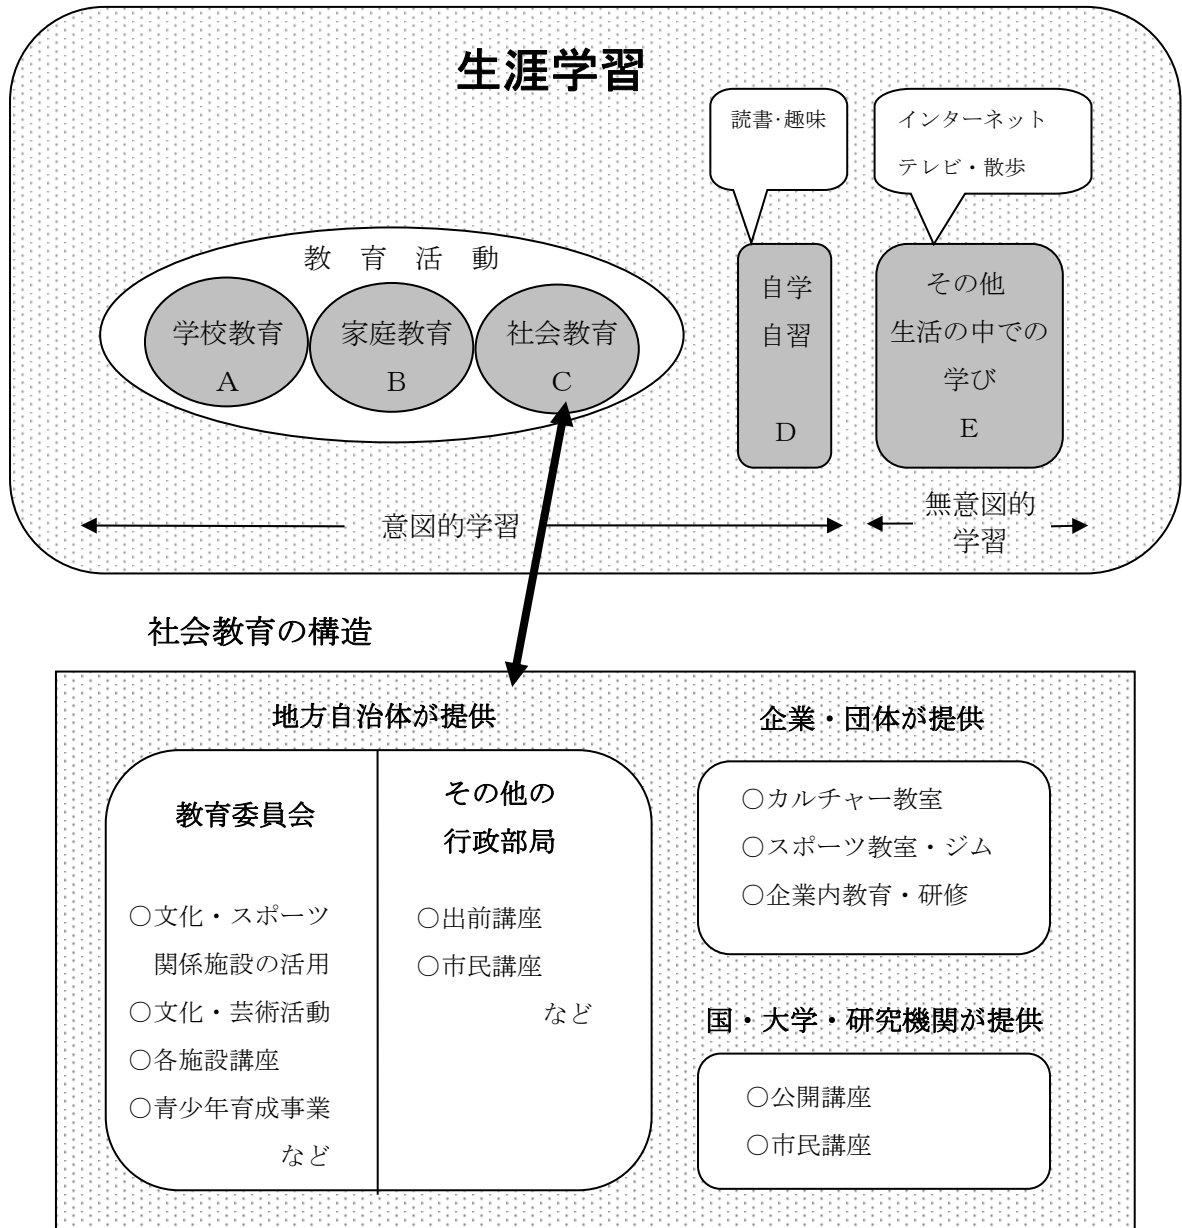 生涯学習
読書･趣味
インターネット
テレビ・散歩
教育活動
学校教育
A
家庭教育
B
社会教育
C
自学
自習
D
その他
生活の中での
学び
E
意図的学習
無意図的
学習
社会教育の構造
地方自治体が提供
教育委員会
○文化・スポーツ
関係施設の活用
○文化・芸術活動
○各施設講座
○青少年育成事業
など
その他の
行政部局
○出前講座
○市民講座
など
企業・団体が提供
○カルチャー教室
○スポーツ教室・ジム
○企業内教育・研修
国・大学・研究機関が提供
○公開講座
○市民講座